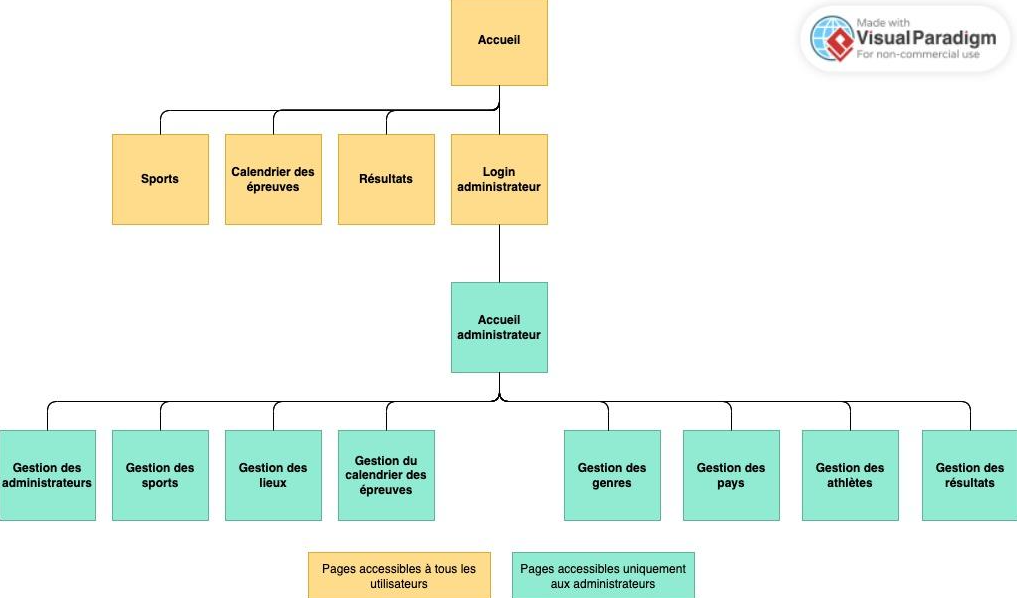 Accueil
Made with
Visual Paradigm
For non-commercial use
Sports
Calendrier des
épreuves
Résultats
Login
administrateur
Accueil
administrateur
Gestion des
administrateurs
Gestion des
sports
Gestion des
lieux
Gestion du
calendrier des
épreuves
Gestion des
genres
Gestion des
pays
Gestion des
athlètes
Gestion des
résultats
Pages accessibles à tous les
utilisateurs
Pages accessibles uniquement
aux administrateurs